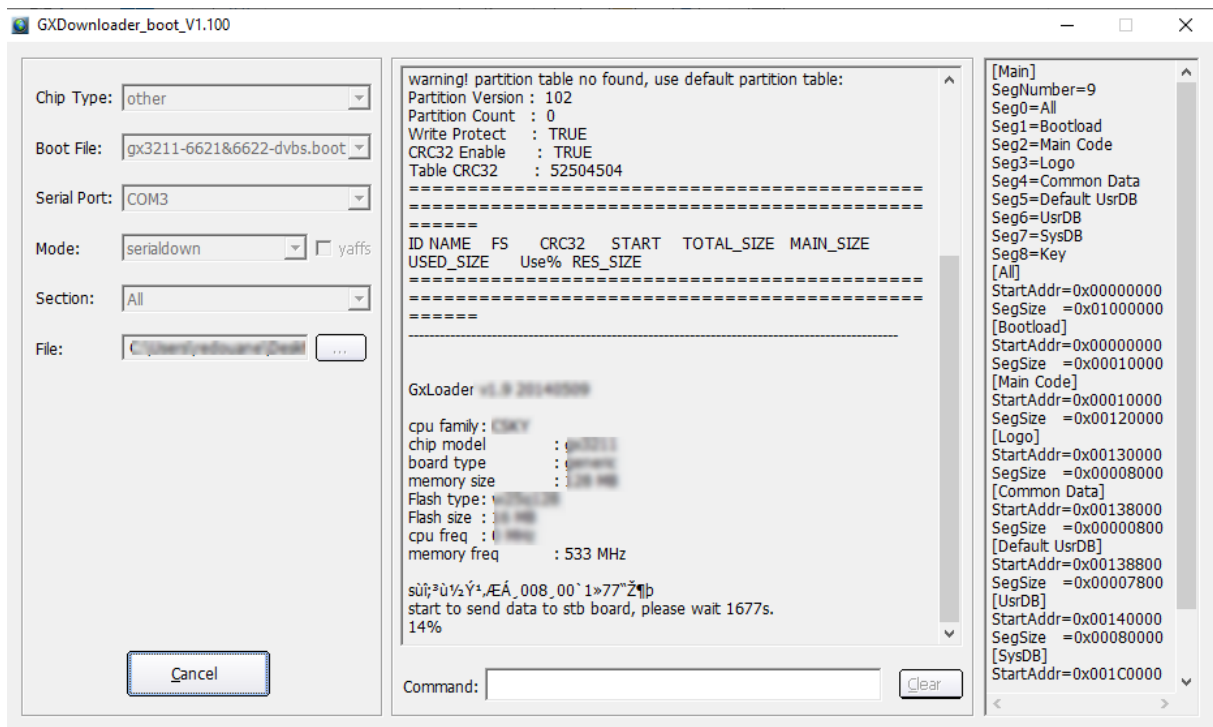 GXDownloader_boot_V1.100
Chip Type: other
Boot File: gx3211-6621&6622-dvbs.boot
Serial Port: COM3
Mode: serialdown yaffs
Section: All
File: ...
Cancel
warning! partition table no found, use default partition table:
Partition Version : 102
Partition Count : 0
Write Protect : TRUE
CRC32 Enable : TRUE
Table CRC32 : 52504504
===============================================
===============================================
======
ID NAME FS CRC32 START TOTAL_SIZE MAIN_SIZE
USED_SIZE Use% RES_SIZE
===============================================
===============================================
======
--------------------------------------------------------------------------------
GxLoader
cpu family :
chip model :
board type :
memory size :
Flash type :
Flash size :
cpu freq :
memory freq : 533 MHz
start to send data to stb board, please wait 1677s.
14%
Command: Clear
[Main]
SegNumber=9
Seg0=All
Seg1=Bootload
Seg2=Main Code
Seg3=Logo
Seg4=Common Data
Seg5=Default UsrDB
Seg6=UsrDB
Seg7=SysDB
Seg8=Key
[All]
StartAddr=0x00000000
SegSize =0x01000000
[Bootload]
StartAddr=0x00000000
SegSize =0x00010000
[Main Code]
StartAddr=0x00010000
SegSize =0x00120000
[Logo]
StartAddr=0x00130000
SegSize =0x00008000
[Common Data]
StartAddr=0x00138000
SegSize =0x00000800
[Default UsrDB]
StartAddr=0x00138800
SegSize =0x00007800
[UsrDB]
StartAddr=0x00140000
SegSize =0x00080000
[SysDB]
StartAddr=0x001C0000